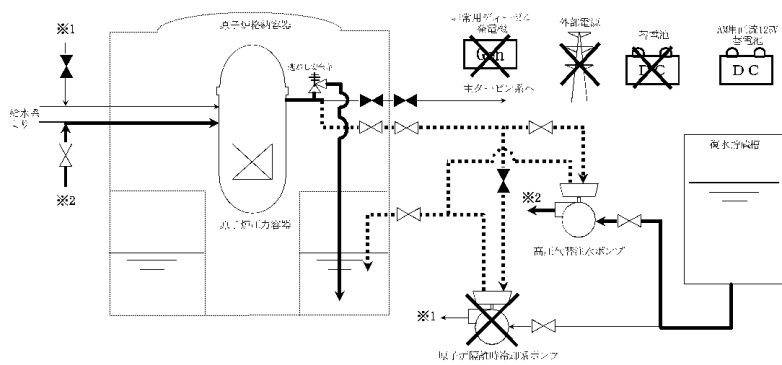 原子炉格納容器
※1
逃がし安全弁
非常用ディーゼル
発電機
Gen
外部電源
蓄電池
DC
AM用直流125V
蓄電池
DC
主タービン系へ
給水系
より
※2
原子炉圧力容器
復水貯蔵槽
※2
高圧代替注水ポンプ
※1
原子炉隔離時冷却系ポンプ